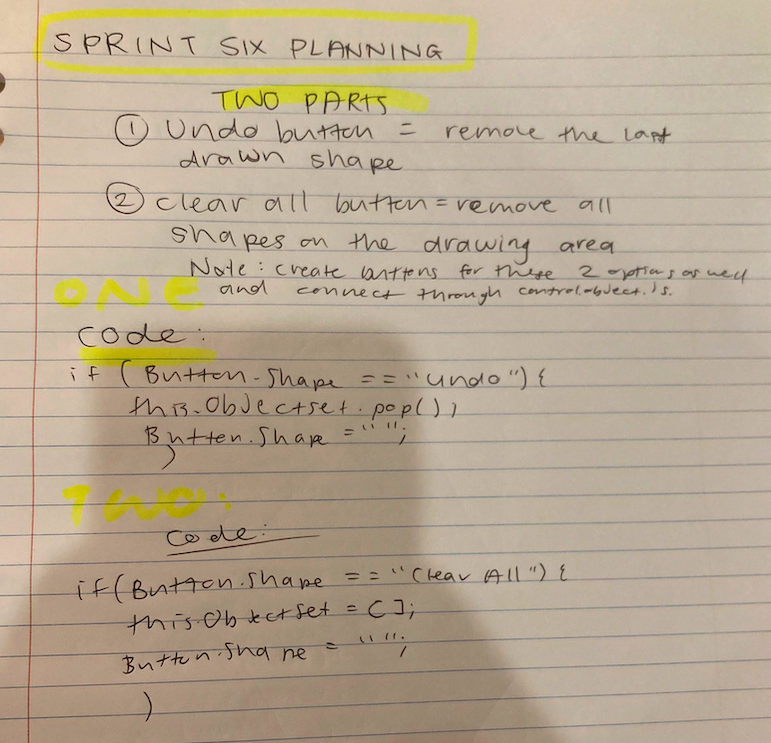 SPRINT SIX PLANNING
TWO PARTS
① Undo button = remove the last
drawn shape
② clear all button = remove all
shapes on the drawing area
Note: create buttons for these 2 options as well
and connect through control.object.js.
ONE
code:
if (Button.Shape == "undo") {
this.Objectset.pop();
Button.Shape = "";
}
TWO:
code:
if(Button.Shape == "Clear All") {
this.Objectset = [];
Button.Shape = "";
}